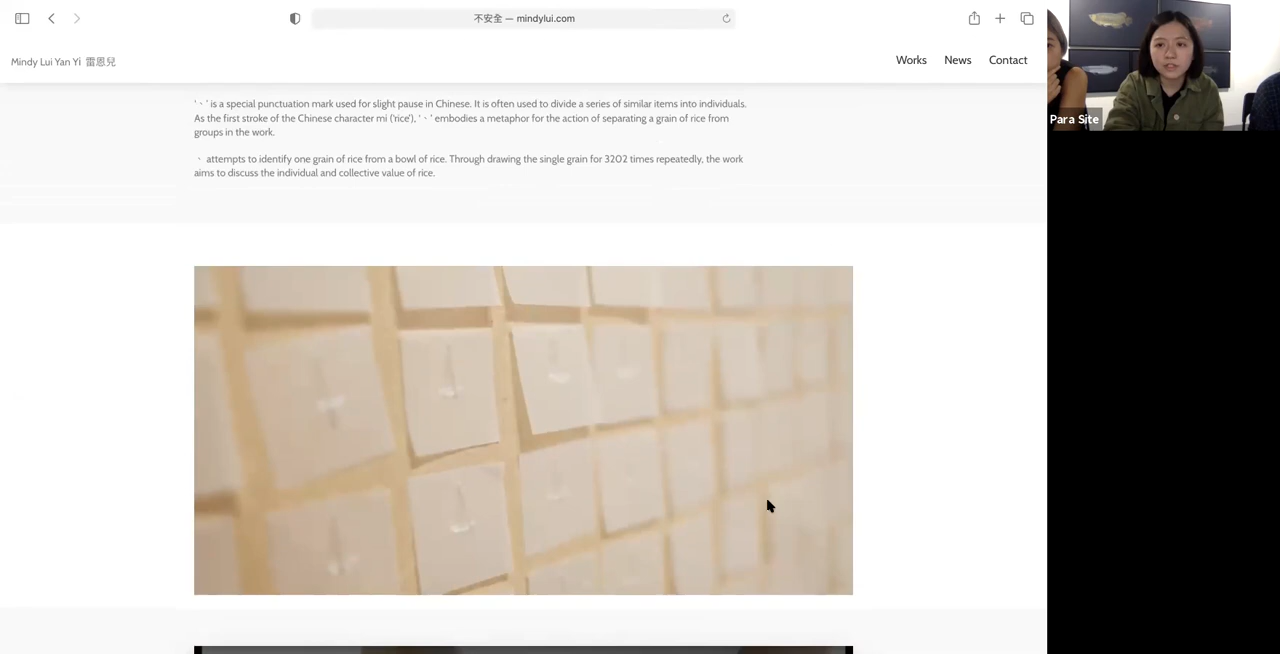 不安全 — mindylui.com
Mindy Lui Yan Yi 雷恩兒
Works
News
Contact
'丶' is a special punctuation mark used for slight pause in Chinese. It is often used to divide a series of similar items into individuals.
As the first stroke of the Chinese character mi ('rice'), '丶' embodies a metaphor for the action of separating a grain of rice from
groups in the work.
丶 attempts to identify one grain of rice from a bowl of rice. Through drawing the single grain for 3202 times repeatedly, the work
aims to discuss the individual and collective value of rice.
Para Site